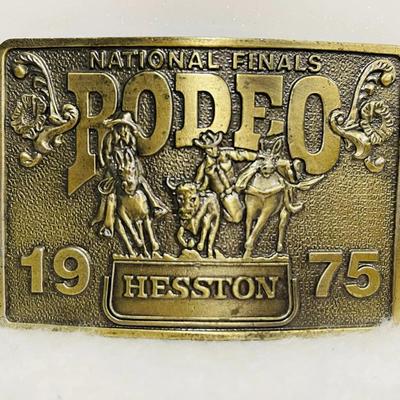 NATIONAL FINALS
RODEO
19 75
HESSTON